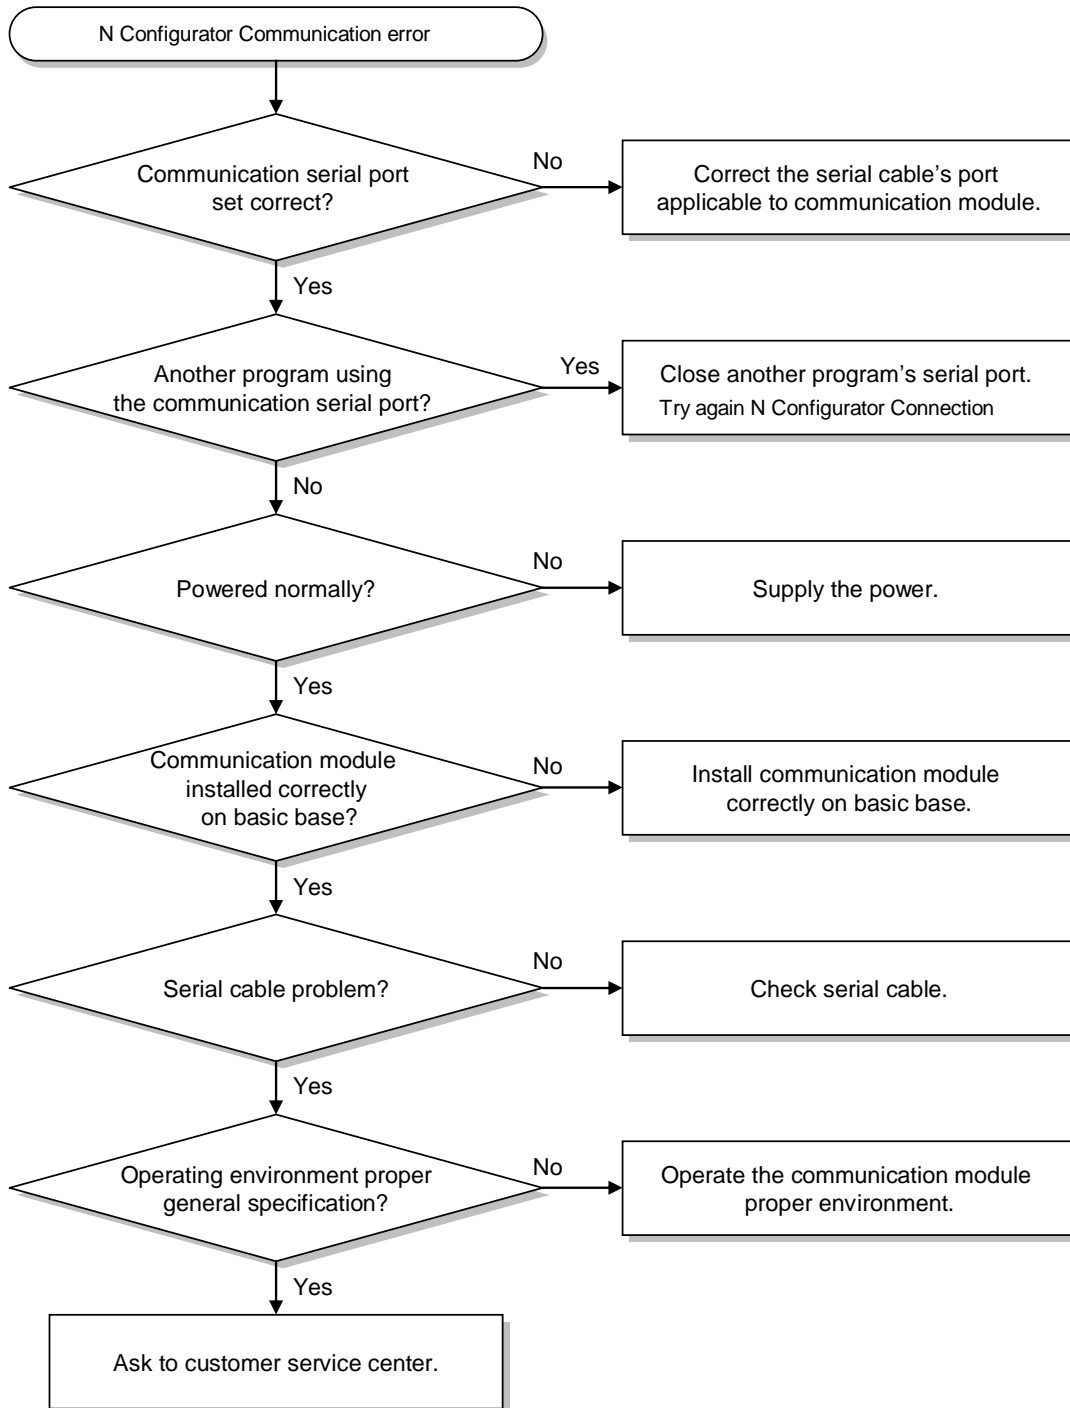 N Configurator Communication error
Communication serial port
set correct?
No
Correct the serial cable's port
applicable to communication module.
Yes
Another program using
the communication serial port?
Yes
Close another program's serial port.
Try again N Configurator Connection
No
Powered normally?
No
Supply the power.
Yes
Communication module
installed correctly
on basic base?
No
Install communication module
correctly on basic base.
Yes
Serial cable problem?
No
Check serial cable.
Yes
Operating environment proper
general specification?
No
Operate the communication module
proper environment.
Yes
Ask to customer service center.